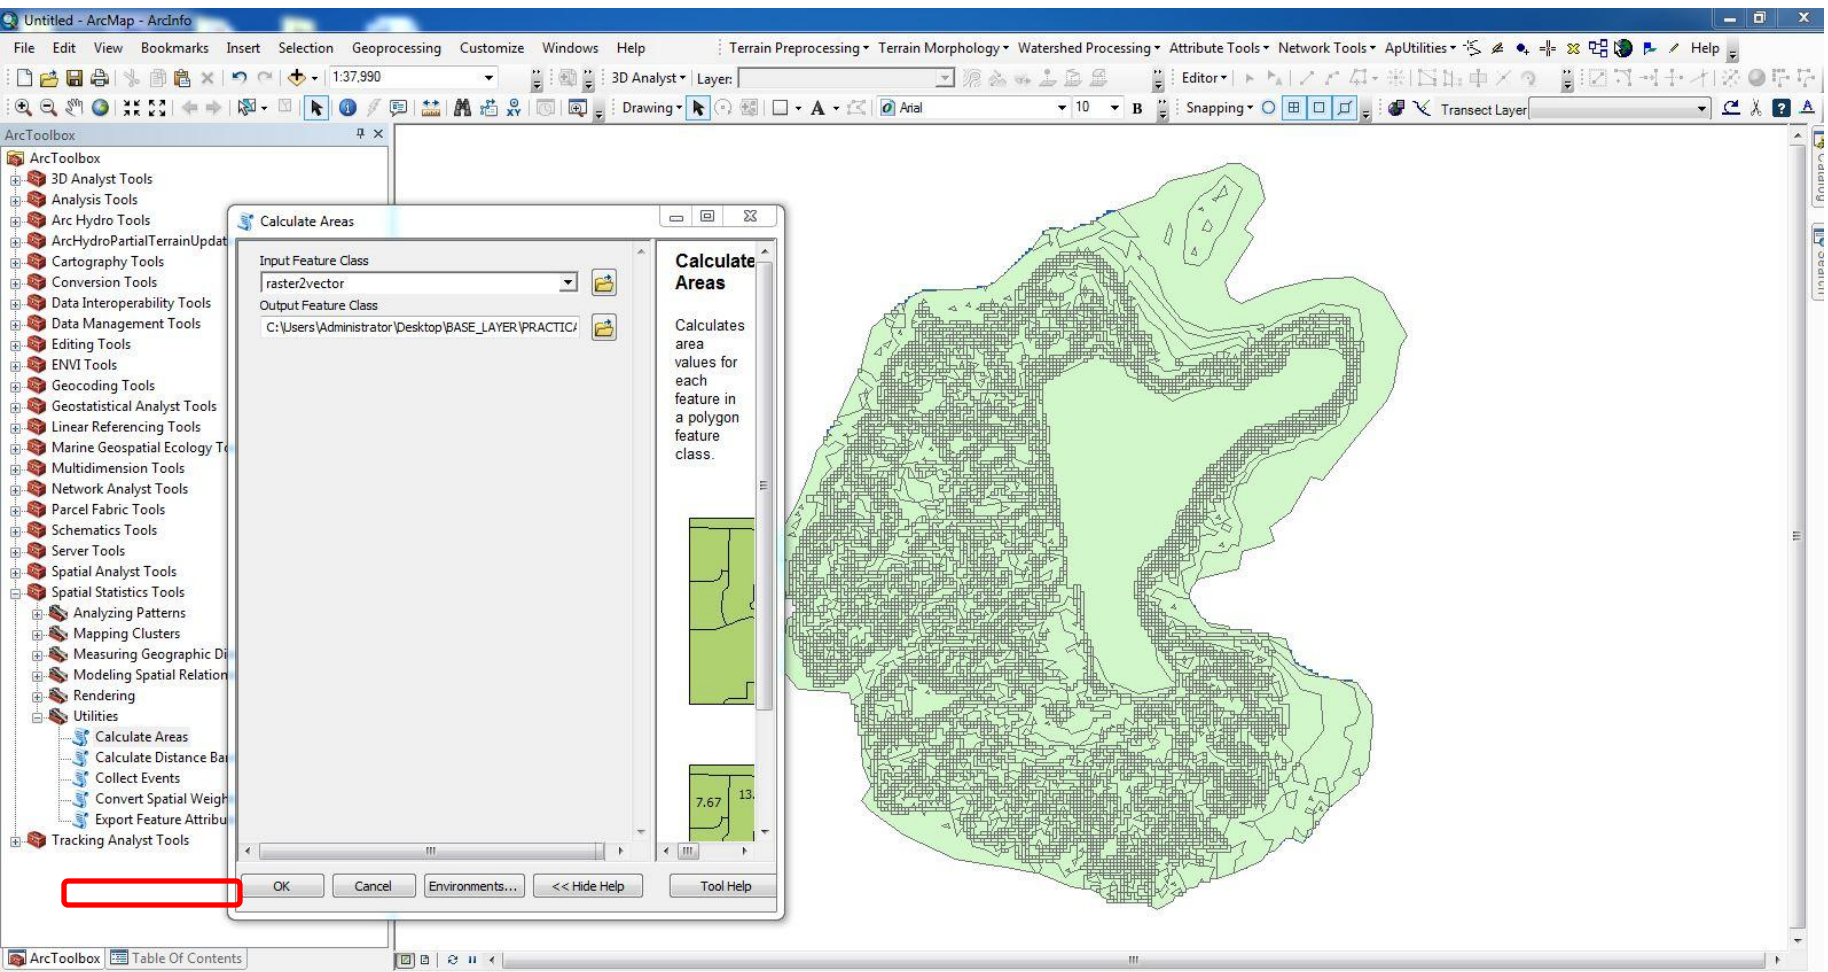 Untitled - ArcMap - ArcInfo
File Edit View Bookmarks Insert Selection Geoprocessing Customize Windows Help
Terrain Preprocessing Terrain Morphology Watershed Processing Attribute Tools Network Tools ApUtilities Help
1:37,990
3D Analyst Layer:
Editor
Drawing A Arial 10 B
Snapping
Transect Layer
ArcToolbox
ArcToolbox
3D Analyst Tools
Analysis Tools
Arc Hydro Tools
ArcHydroPartialTerrainUpdat
Cartography Tools
Conversion Tools
Data Interoperability Tools
Data Management Tools
Editing Tools
ENVI Tools
Geocoding Tools
Geostatistical Analyst Tools
Linear Referencing Tools
Marine Geospatial Ecology To
Multidimension Tools
Network Analyst Tools
Parcel Fabric Tools
Schematics Tools
Server Tools
Spatial Analyst Tools
Spatial Statistics Tools
Analyzing Patterns
Mapping Clusters
Measuring Geographic Di
Modeling Spatial Relation
Rendering
Utilities
Calculate Areas
Calculate Distance Ba
Collect Events
Convert Spatial Weigh
Export Feature Attribu
Tracking Analyst Tools
ArcToolbox Table Of Contents
Calculate Areas
Input Feature Class
raster2vector
Output Feature Class
C:\Users\Administrator\Desktop\BASE_LAYER\PRACTICA
OK Cancel Environments... << Hide Help Tool Help
Calculate
Areas
Calculates
area
values for
each
feature in
a polygon
feature
class.
7.67 13.
Catalog
Search